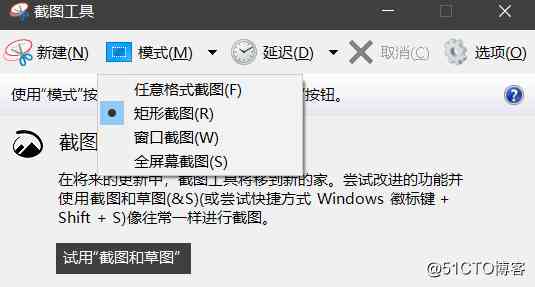 截图工具
新建(N) 模式(M) 延迟(D) 取消(C) 选项(O)
使用“模式”按 按钮。
任意格式截图(F)
矩形截图(R)
窗口截图(W)
全屏幕截图(S)
截图
在将来的更新中，截图工具将移到新的家。尝试改进的功能并
使用截图和草图(&S)(或尝试快捷方式 Windows 徽标键 +
Shift + S)像往常一样进行截图。
试用“截图和草图”
@51CTO博客